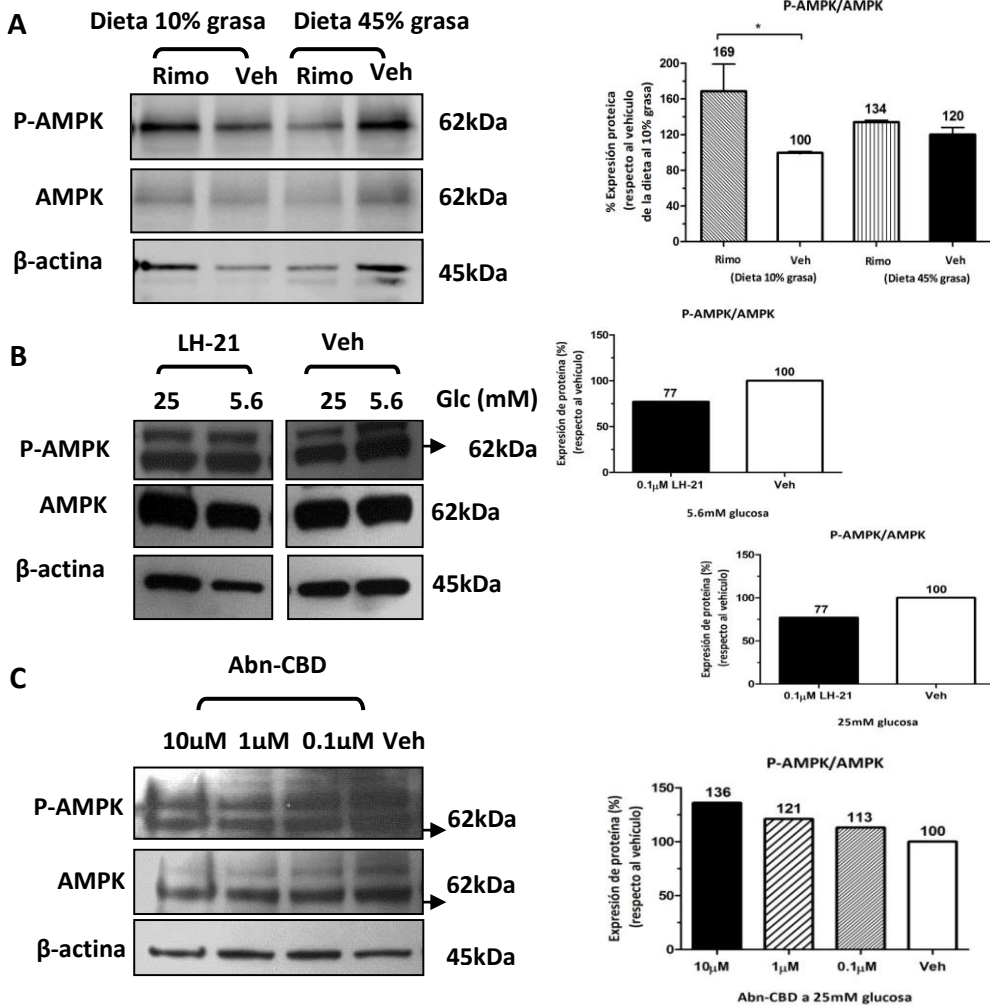 A
Dieta 10% grasa Dieta 45% grasa
Rimo Veh Rimo Veh
P-AMPK 62kDa
AMPK 62kDa
β-actina 45kDa
P-AMPK/AMPK
*
169
100
134
120
200
160
120
80
40
0
% Expresión proteica
(respecto al vehículo
de la dieta al 10% grasa)
Rimo Veh Rimo Veh
(Dieta 10% grasa) (Dieta 45% grasa)
B
LH-21 Veh
25 5.6 25 5.6 Glc (mM)
P-AMPK 62kDa
AMPK 62kDa
β-actina 45kDa
P-AMPK/AMPK
77
100
150
100
50
0
Expresión de proteína (%)
(respecto al vehículo)
0.1µM LH-21 Veh
5.6mM glucosa
P-AMPK/AMPK
77
100
150
100
50
0
Expresión de proteína (%)
(respecto al vehículo)
0.1µM LH-21 Veh
25mM glucosa
C
Abn-CBD
10µM 1µM 0.1µM Veh
P-AMPK 62kDa
AMPK 62kDa
β-actina 45kDa
P-AMPK/AMPK
136
121
113
100
150
100
50
0
Expresión de proteína (%)
(respecto al vehículo)
10µM 1µM 0.1µM Veh
Abn-CBD a 25mM glucosa